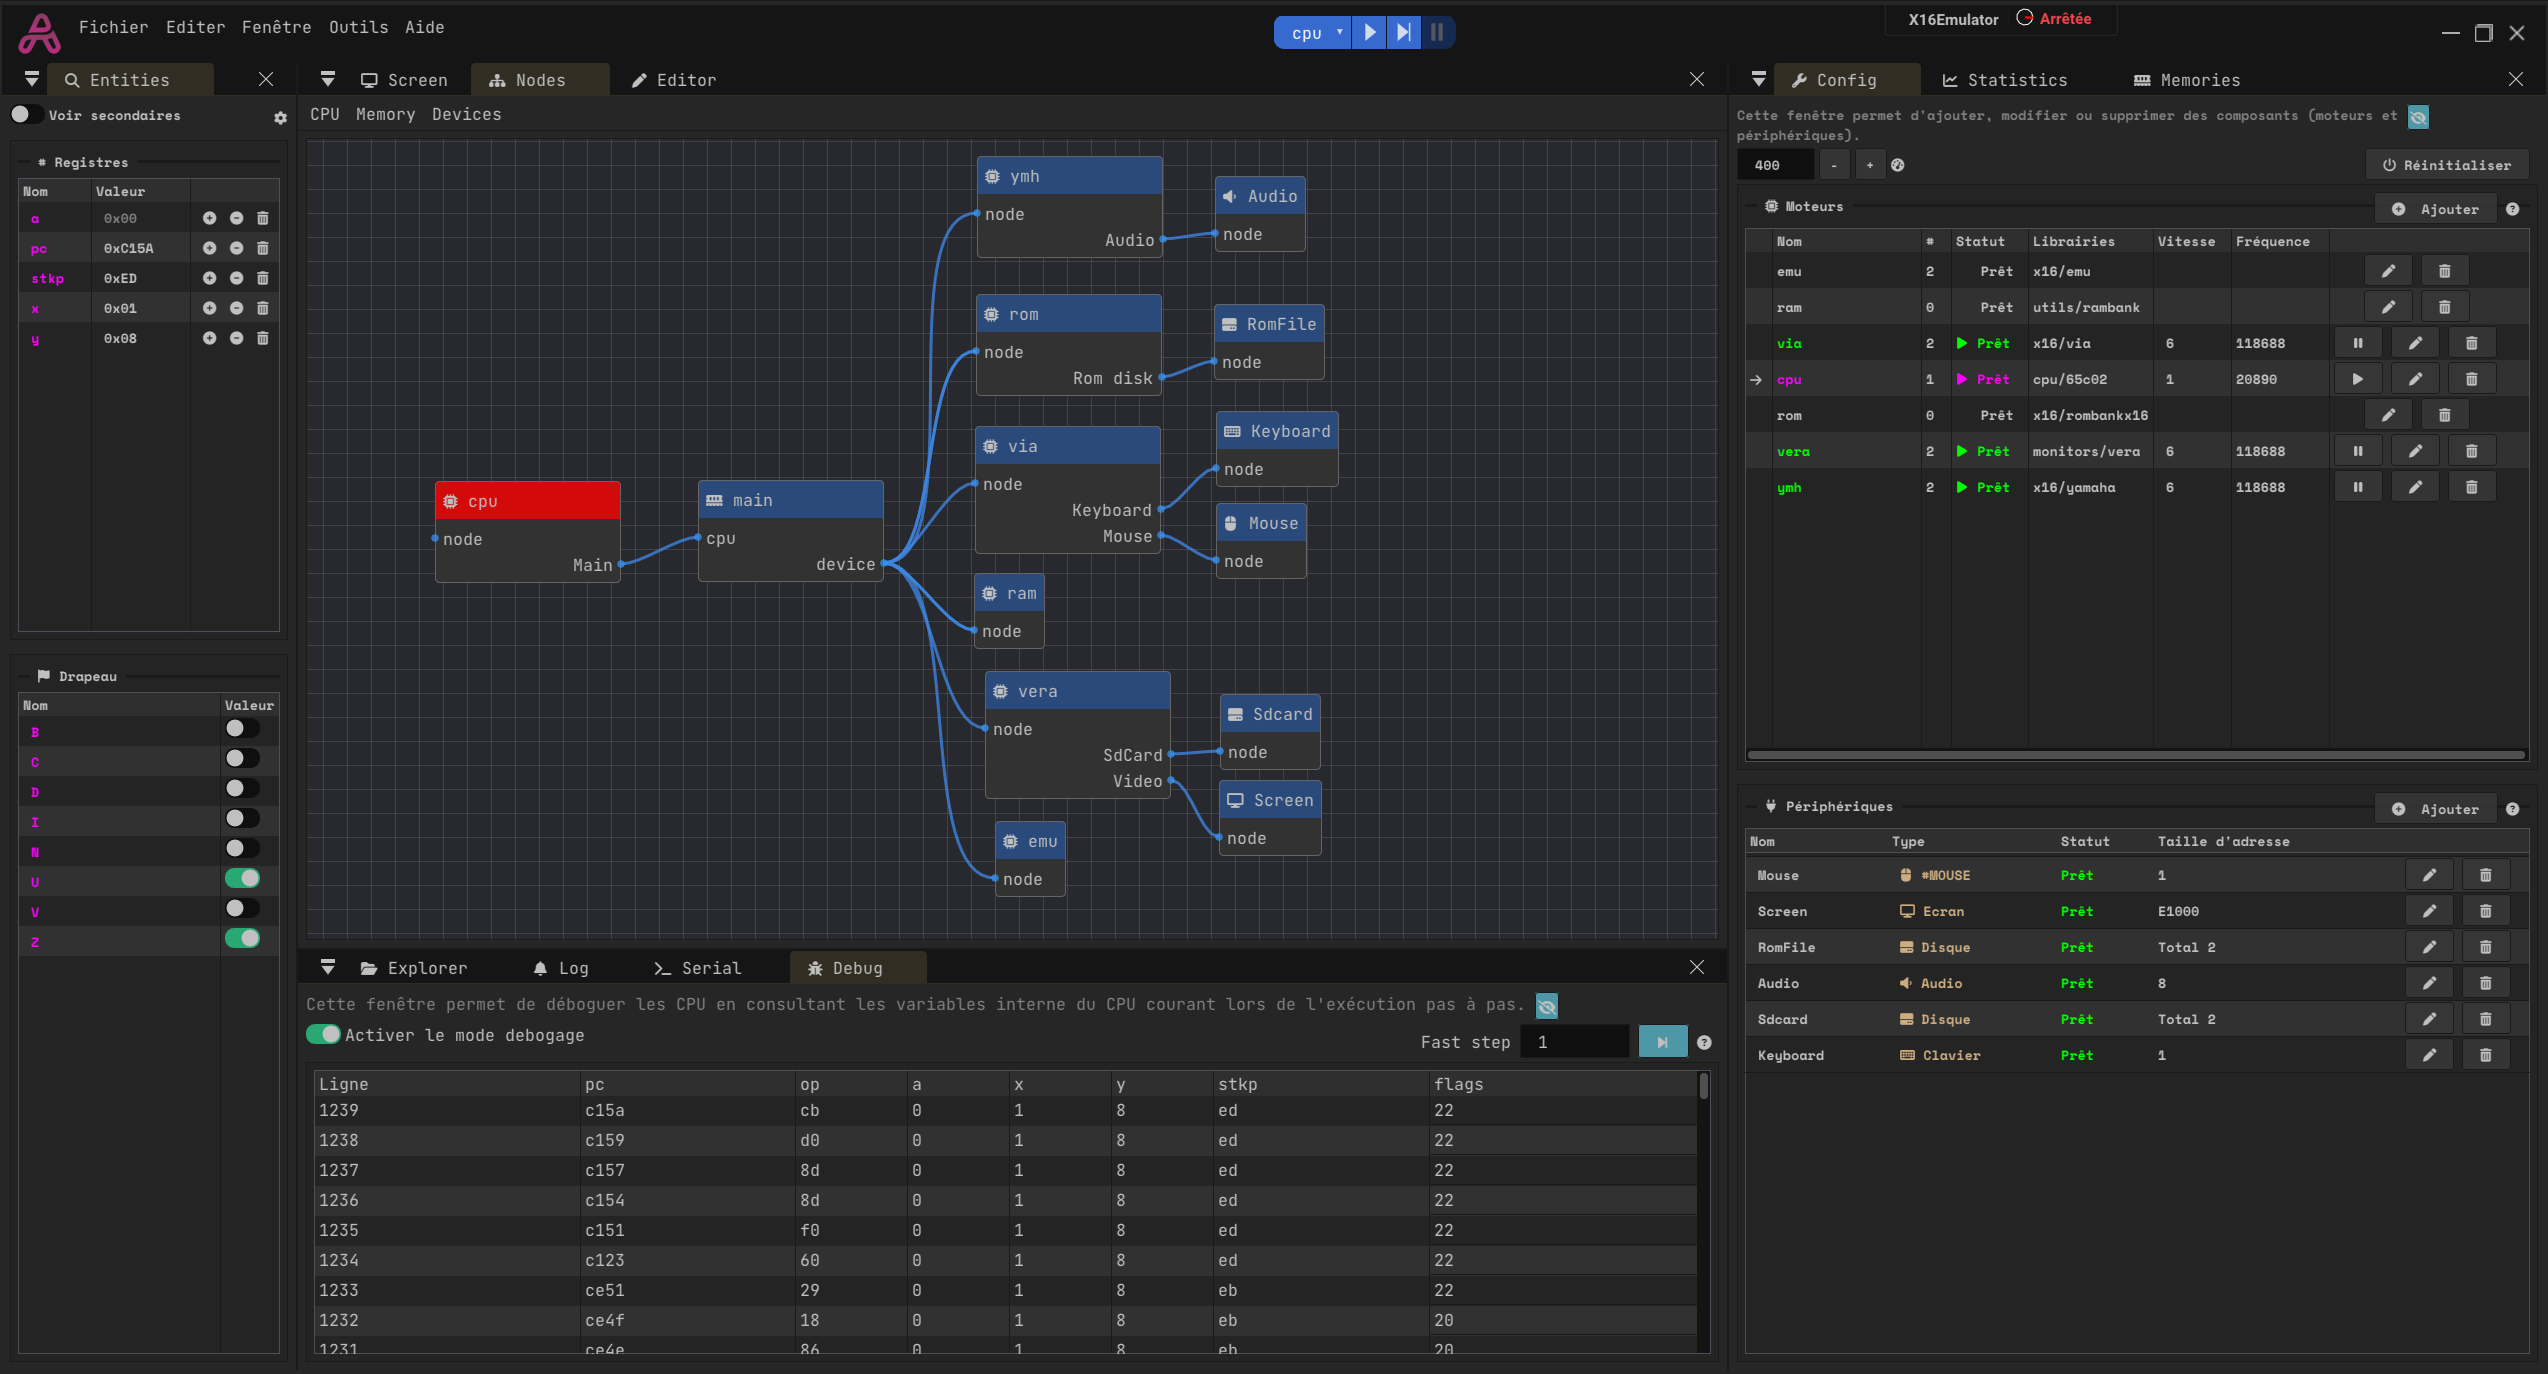 Fichier Editer Fenêtre Outils Aide
cpu
X16Emulator Arrêtée
Entities
Voir secondaires
# Registres
Nom Valeur
a 0x00
pc 0xC15A
stkp 0xED
x 0x01
y 0x08
Drapeau
Nom Valeur
B
C
D
I
N
U
V
Z
Screen Nodes Editor
CPU Memory Devices
ymh
node
Audio
Audio
node
rom
node
Rom disk
RomFile
node
via
node
Keyboard
Mouse
Keyboard
node
Mouse
node
cpu
node
Main
main
cpu
device
ram
node
vera
node
SdCard
Video
Sdcard
node
Screen
node
emu
node
Explorer Log Serial Debug
Cette fenêtre permet de déboguer les CPU en consultant les variables interne du CPU courant lors de l'exécution pas à pas.
Activer le mode debogage
Fast step 1
Ligne pc op a x y stkp flags
1239 c15a cb 0 1 8 ed 22
1238 c159 d0 0 1 8 ed 22
1237 c157 8d 0 1 8 ed 22
1236 c154 8d 0 1 8 ed 22
1235 c151 f0 0 1 8 ed 22
1234 c123 60 0 1 8 ed 22
1233 ce51 29 0 1 8 eb 22
1232 ce4f 18 0 1 8 eb 20
1231 ce4e 86 0 1 8 eb 20
Config Statistics Memories
Cette fenêtre permet d'ajouter, modifier ou supprimer des composants (moteurs et
périphériques).
400 - + Réinitialiser
Moteurs Ajouter
Nom # Statut Librairies Vitesse Fréquence
emu 2 Prêt x16/emu
ram 0 Prêt utils/rambank
via 2 Prêt x16/via 6 118688
cpu 1 Prêt cpu/65c02 1 20890
rom 0 Prêt x16/rombankx16
vera 2 Prêt monitors/vera 6 118688
ymh 2 Prêt x16/yamaha 6 118688
Périphériques Ajouter
Nom Type Statut Taille d'adresse
Mouse #MOUSE Prêt 1
Screen Ecran Prêt E1000
RomFile Disque Prêt Total 2
Audio Audio Prêt 8
Sdcard Disque Prêt Total 2
Keyboard Clavier Prêt 1